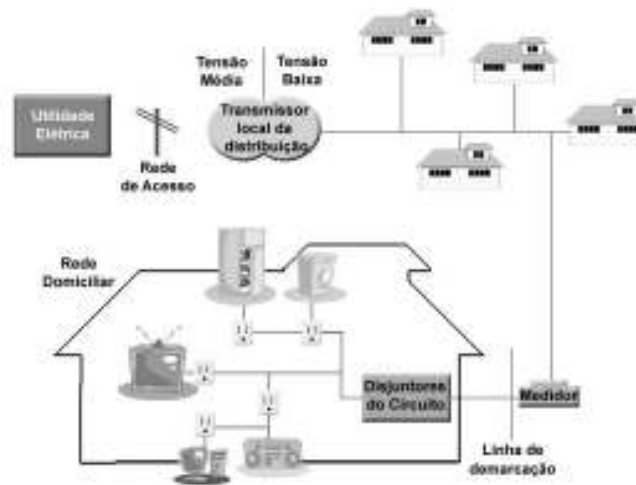 Tensão
Média
Tensão
Baixa
Utilidade
Elétrica
Transmissor
local da
distribuição
Rede
de Acesso
Rede
Domiciliar
Disjuntores
do Circuito
Medidor
Linha de
demarcação